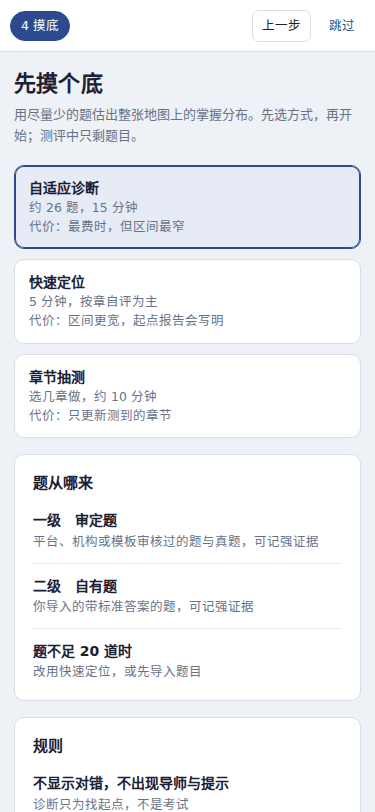 4 摸底
上一步
跳过
先摸个底
用尽量少的题估出整张地图上的掌握分布。先选方式，再开
始；测评中只剩题目。
自适应诊断
约 26 题，15 分钟
代价：最费时，但区间最窄
快速定位
5 分钟，按章自评为主
代价：区间更宽，起点报告会写明
章节抽测
选几章做，约 10 分钟
代价：只更新测到的章节
题从哪来
一级　审定题
平台、机构或模板审核过的题与真题，可记强证据
二级　自有题
你导入的带标准答案的题，可记强证据
题不足 20 道时
改用快速定位，或先导入题目
规则
不显示对错，不出现导师与提示
诊断只为找起点，不是考试